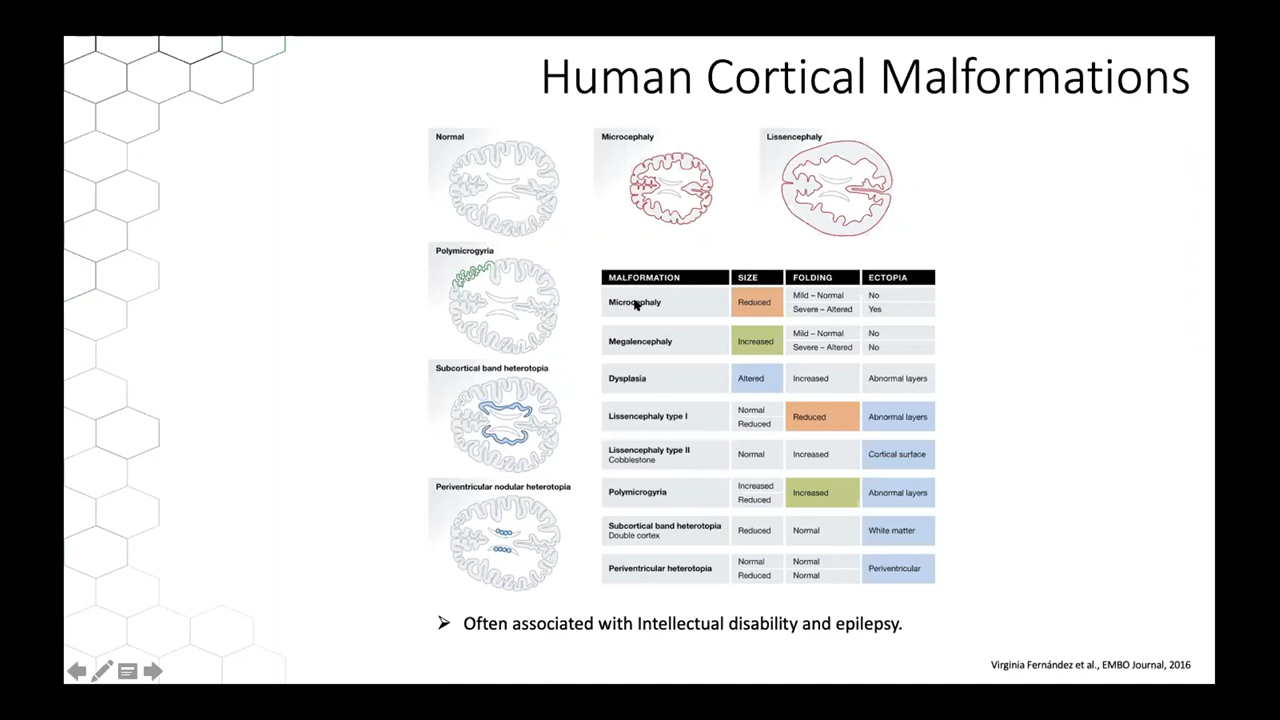 Human Cortical Malformations
Normal
Microcephaly
Lissencephaly
Polymicrogyria
Subcortical band heterotopia
Periventricular nodular heterotopia
MALFORMATION SIZE FOLDING ECTOPIA
Microcephaly Reduced Mild – Normal No
Severe – Altered Yes
Megalencephaly Increased Mild – Normal No
Severe – Altered No
Dysplasia Altered Increased Abnormal layers
Lissencephaly type I Normal Reduced Abnormal layers
Reduced
Lissencephaly type II Normal Increased Cortical surface
Cobblestone
Polymicrogyria Increased Increased Abnormal layers
Reduced
Subcortical band heterotopia Reduced Normal White matter
Double cortex
Periventricular heterotopia Normal Normal Periventricular
Reduced Normal
➢ Often associated with Intellectual disability and epilepsy.
Virginia Fernández et al., EMBO Journal, 2016